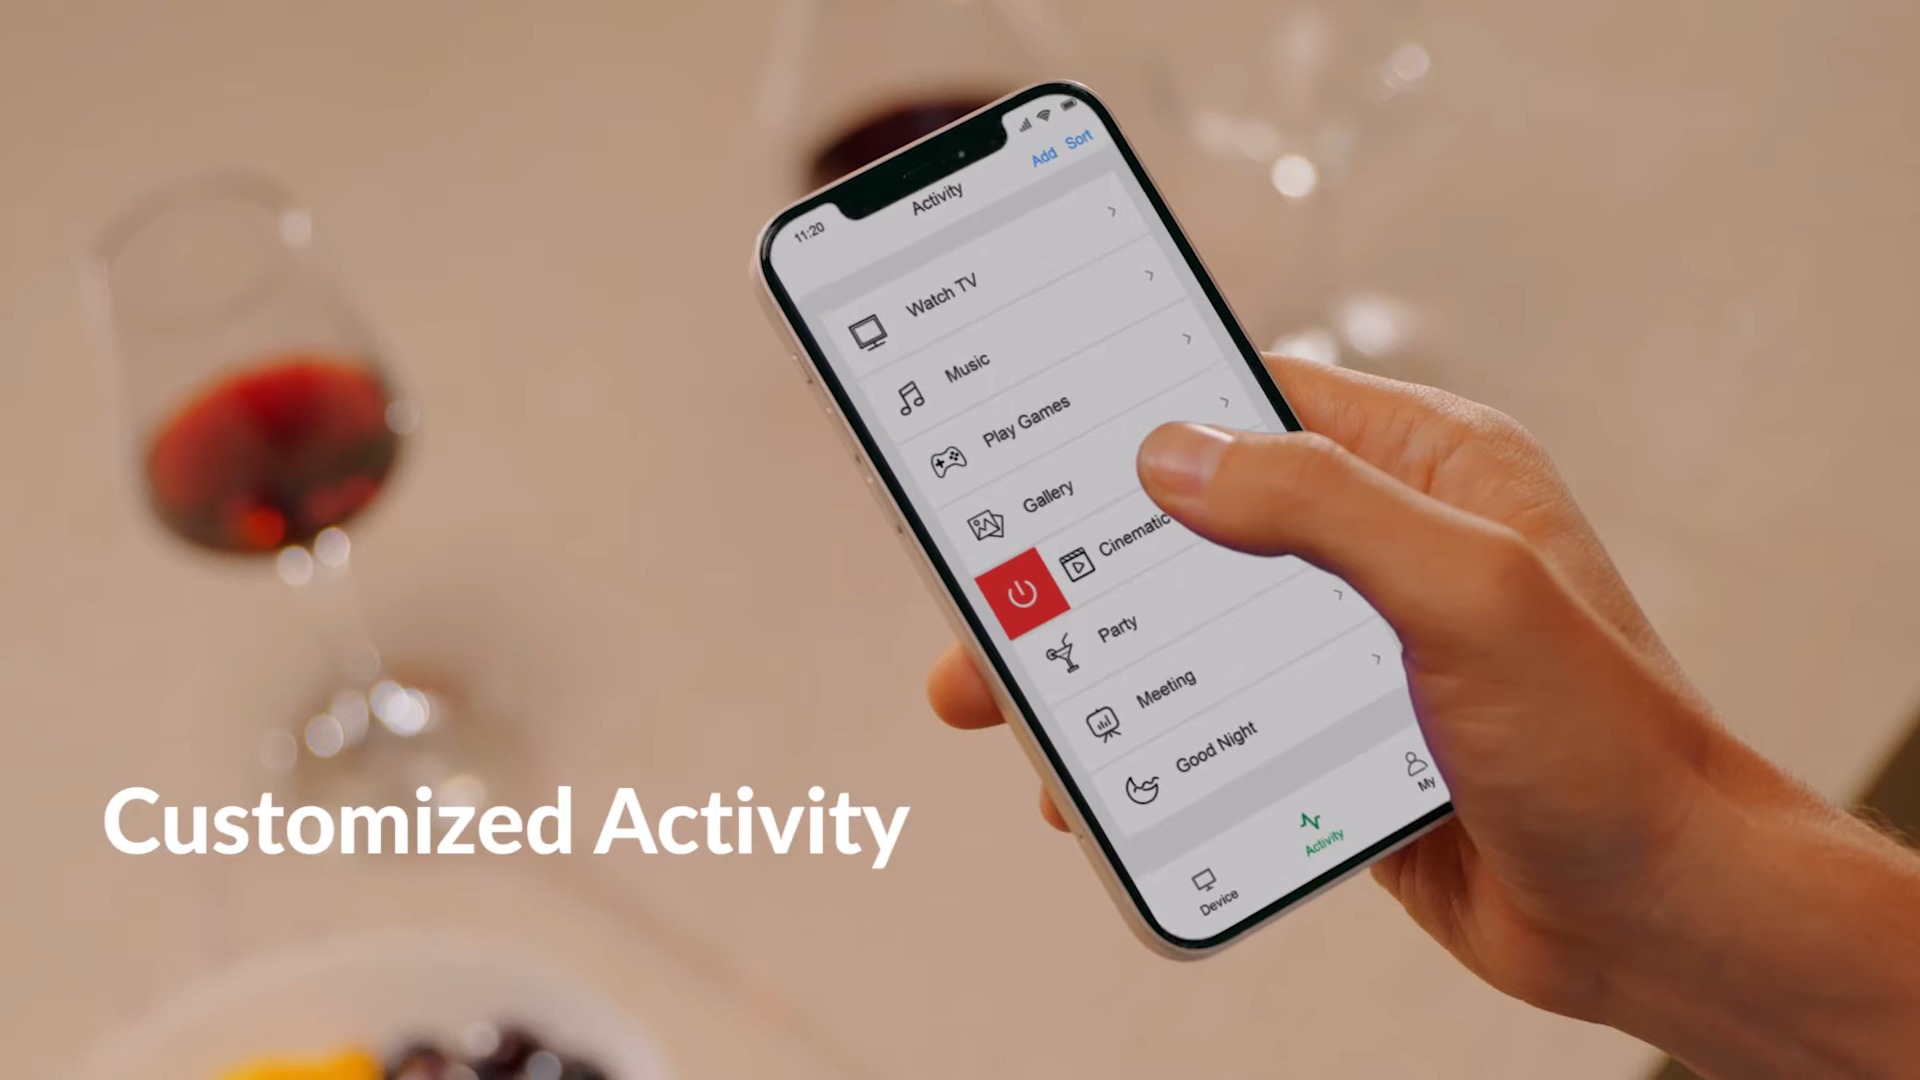 11:20
Activity
Add Sort
Watch TV
Music
Play Games
Gallery
Cinematic
Party
Meeting
Good Night
Device
Activity
My
Customized Activity